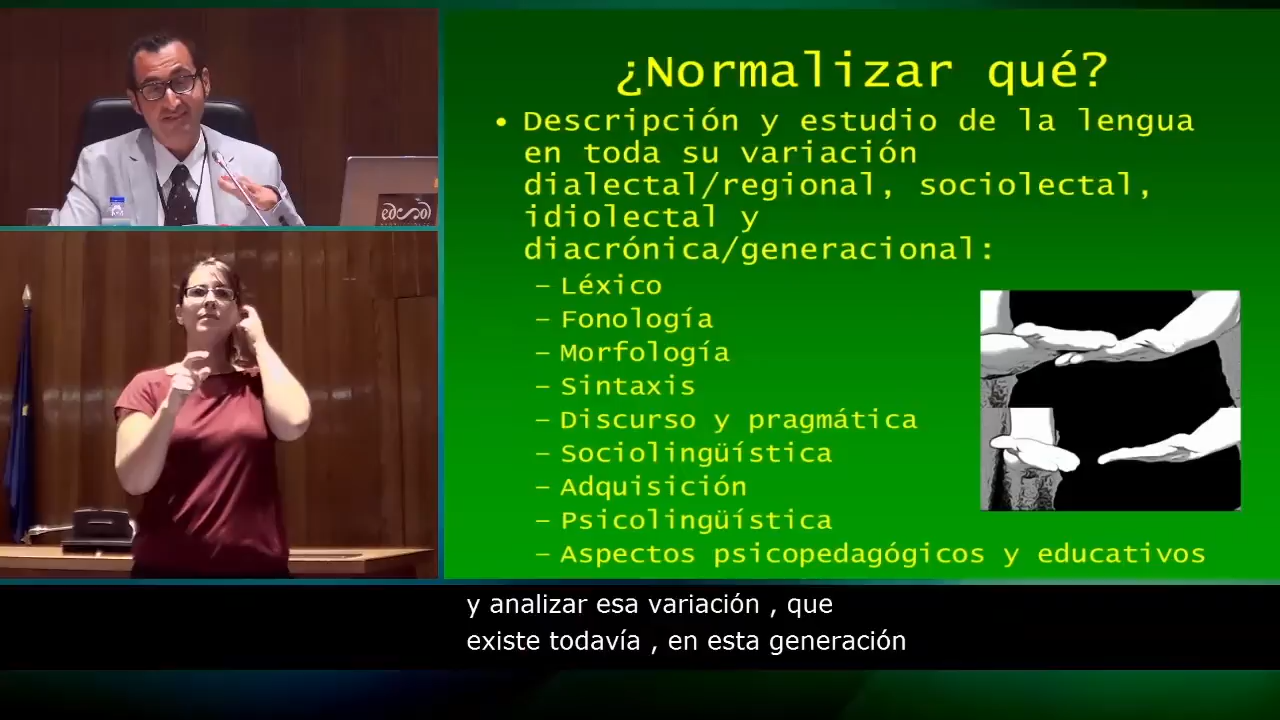 ¿Normalizar qué?
• Descripción y estudio de la lengua
en toda su variación
dialectal/regional, sociolectal,
idiolectal y
diacrónica/generacional:
– Léxico
– Fonología
– Morfología
– Sintaxis
– Discurso y pragmática
– Sociolingüística
– Adquisición
– Psicolingüística
– Aspectos psicopedagógicos y educativos
y analizar esa variación , que
existe todavía , en esta generación